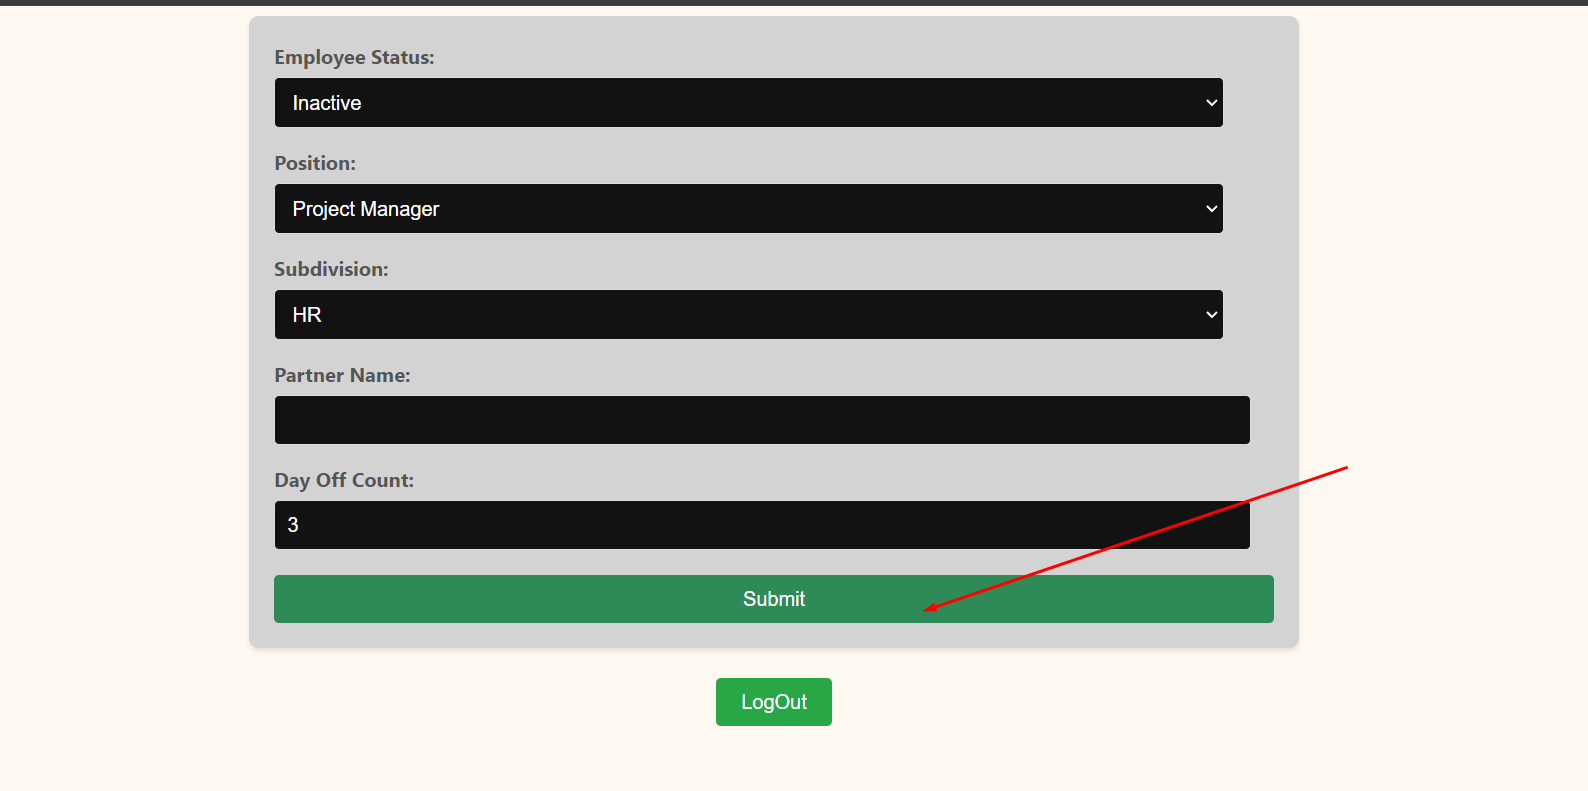 Employee Status:
Inactive
Position:
Project Manager
Subdivision:
HR
Partner Name:
Day Off Count:
3
Submit
LogOut